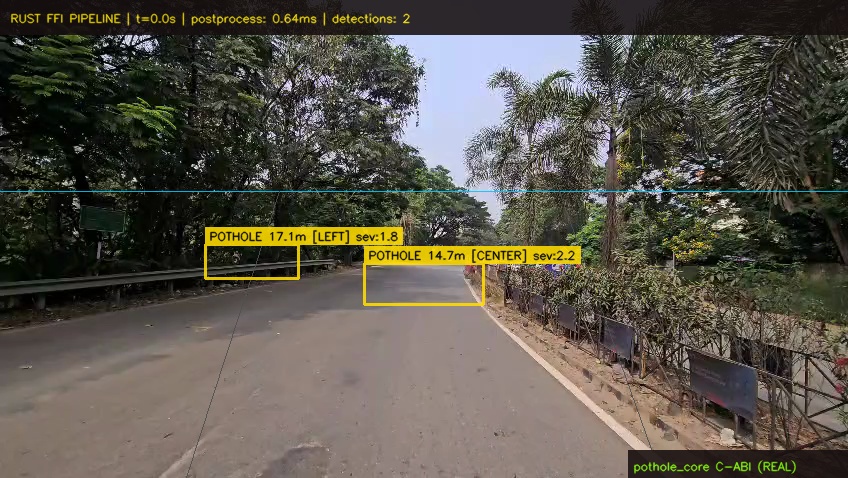 RUST FFI PIPELINE | t=0.0s | postprocess: 0.64ms | detections: 2
POTHOLE 17.1m [LEFT] sev:1.8
POTHOLE 14.7m [CENTER] sev:2.2
pothole_core C-ABI (REAL)